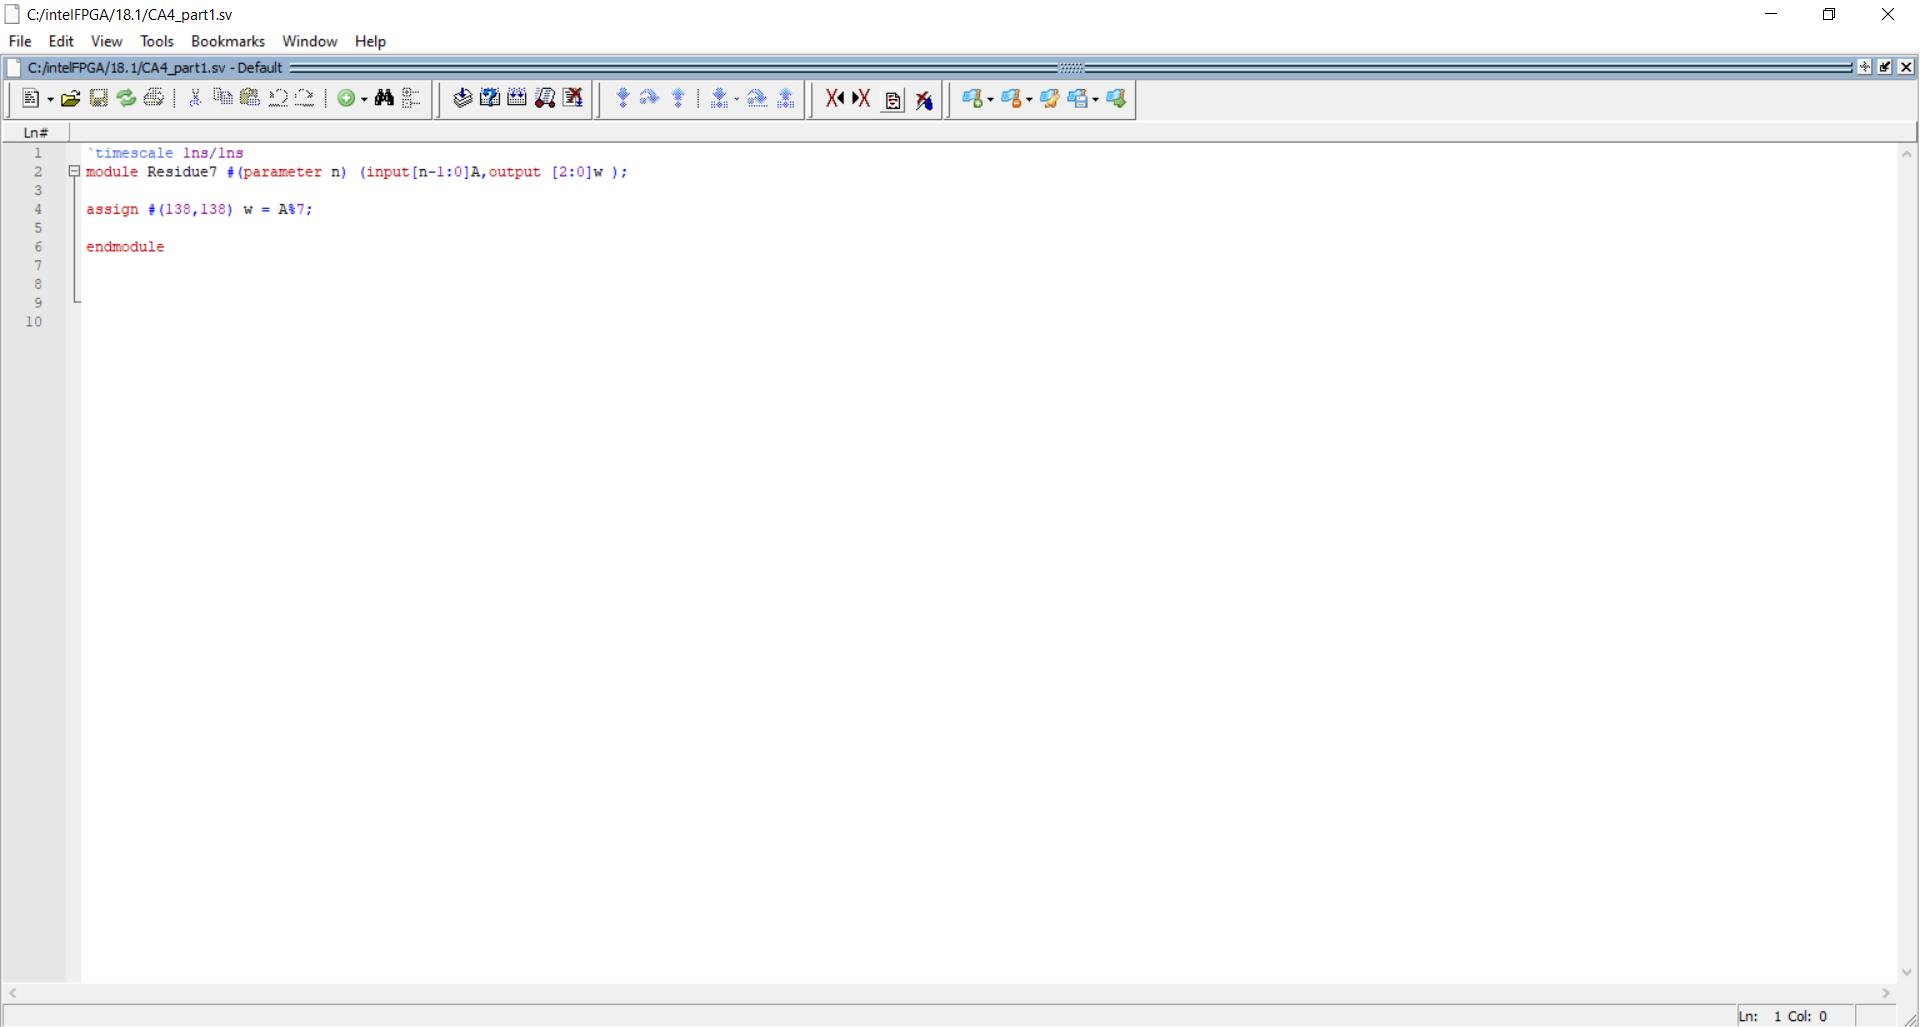 C:/intelFPGA/18.1/CA4_part1.sv
File Edit View Tools Bookmarks Window Help
C:/intelFPGA/18.1/CA4_part1.sv - Default
Ln#
1 `timescale 1ns/1ns
2 module Residue7 #(parameter n) (input[n-1:0]A,output [2:0]w );
3
4 assign #(138,138) w = A%7;
5
6 endmodule
7
8
9
10
Ln: 1 Col: 0